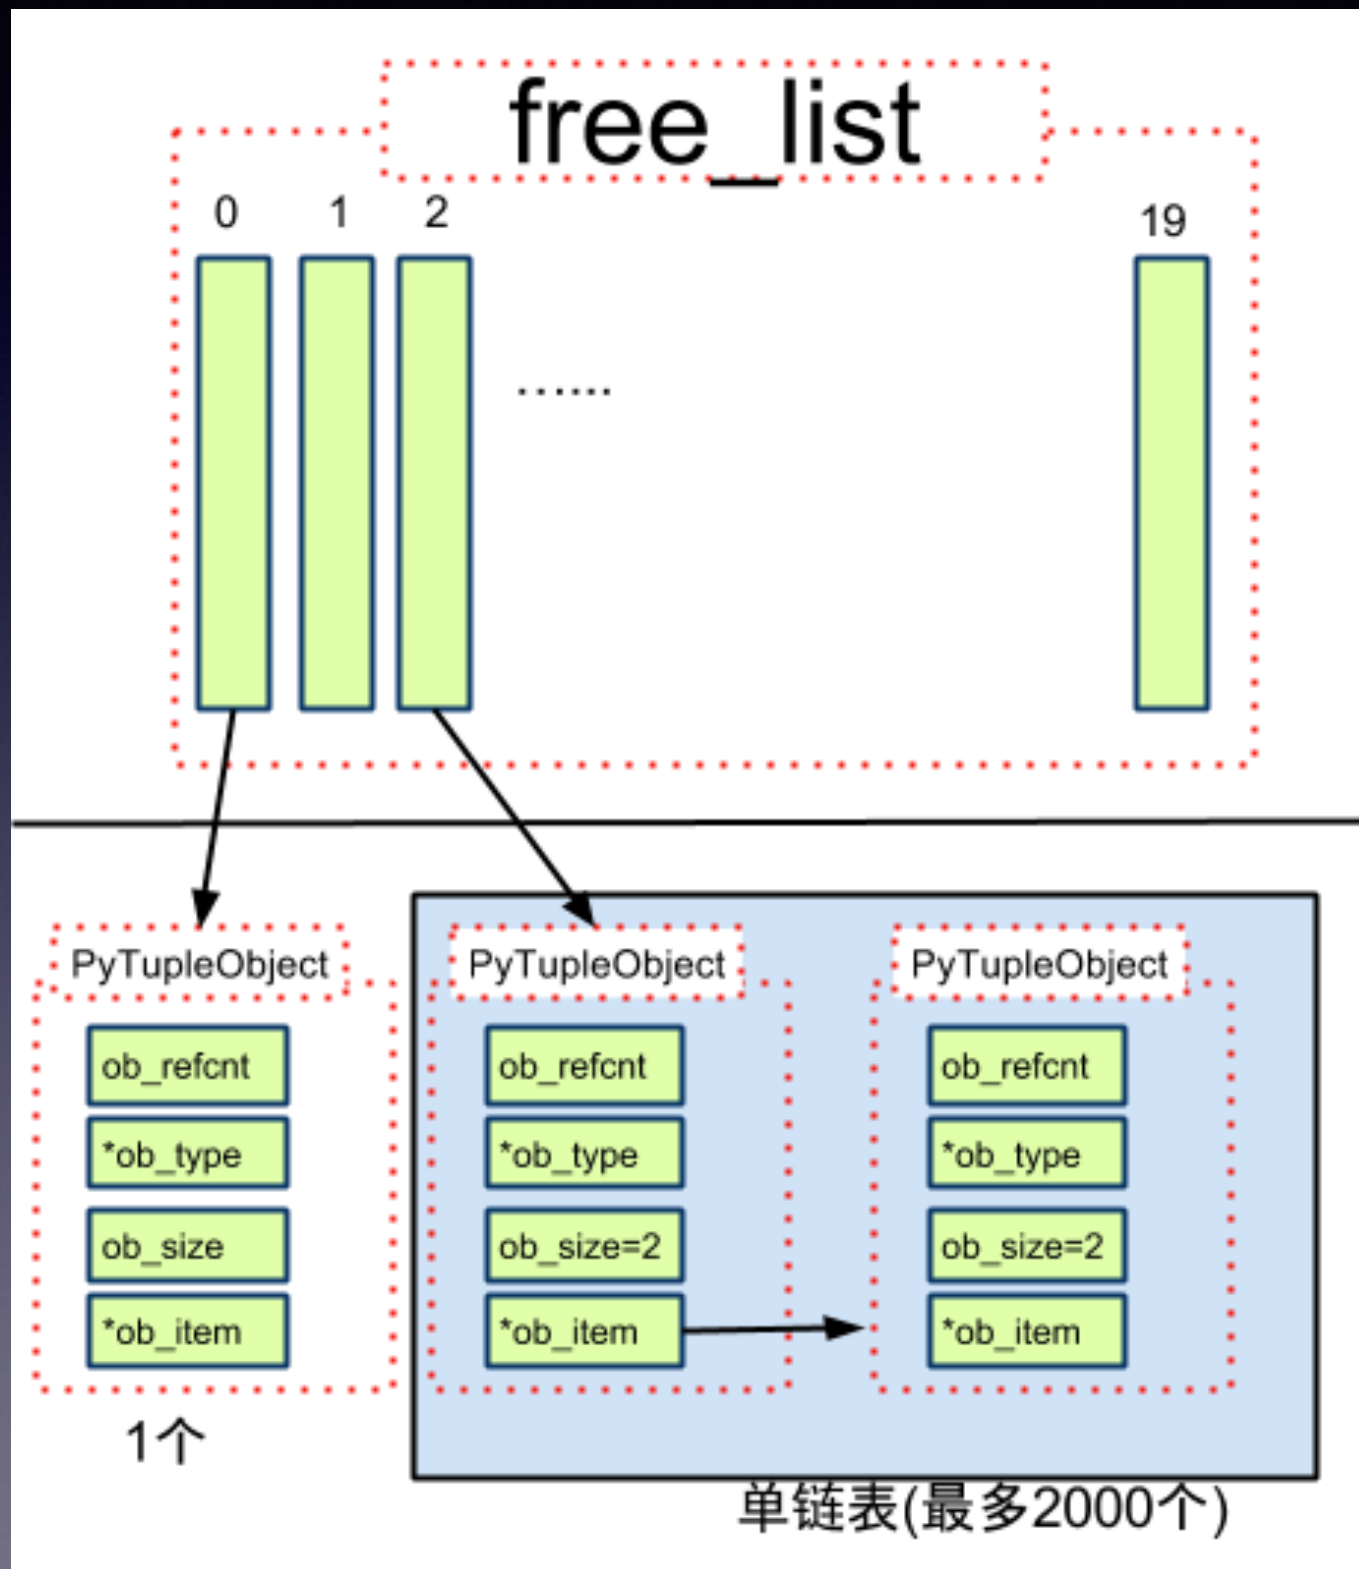 free_list
0 1 2 19
......
PyTupleObject PyTupleObject PyTupleObject
ob_refcnt ob_refcnt ob_refcnt
*ob_type *ob_type *ob_type
ob_size ob_size=2 ob_size=2
*ob_item *ob_item *ob_item
1个
单链表(最多2000个)